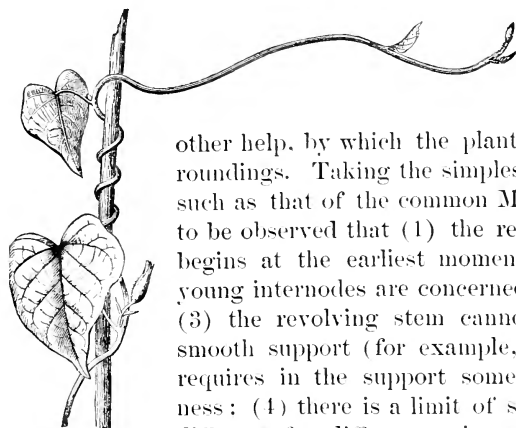 other help, by which the plant
roundings. Taking the simples
such as that of the common M
to be observed that (1) the re
begins at the earliest momen
young internodes are concerne
(3) the revolving stem canno
smooth support (for example,
requires in the support some
ness: (4) there is a limit of s